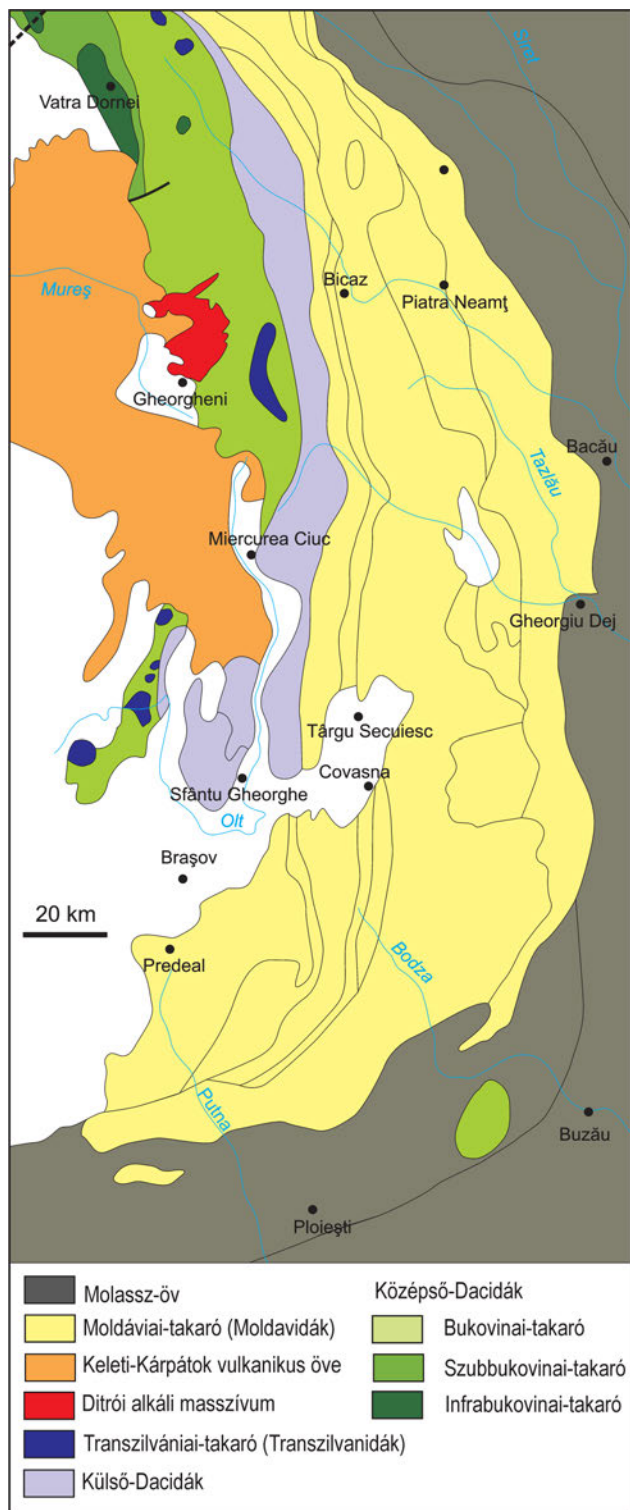 Siret
Vatra Dornei
Mureş
Bicaz
Piatra Neamţ
Gheorgheni
Bacău
Tazlău
Miercurea Ciuc
Gheorgiu Dej
Târgu Secuiesc
Covasna
Sfântu Gheorghe
Olt
Braşov
20 km
Predeal
Bodza
Putna
Buzău
Ploieşti
Molassz-öv
Moldáviai-takaró (Moldavidák)
Keleti-Kárpátok vulkanikus öve
Ditrói alkáli masszívum
Transzilvániai-takaró (Transzilvanidák)
Külső-Dacidák
Középső-Dacidák
Bukovinai-takaró
Szubbukovinai-takaró
Infrabukovinai-takaró